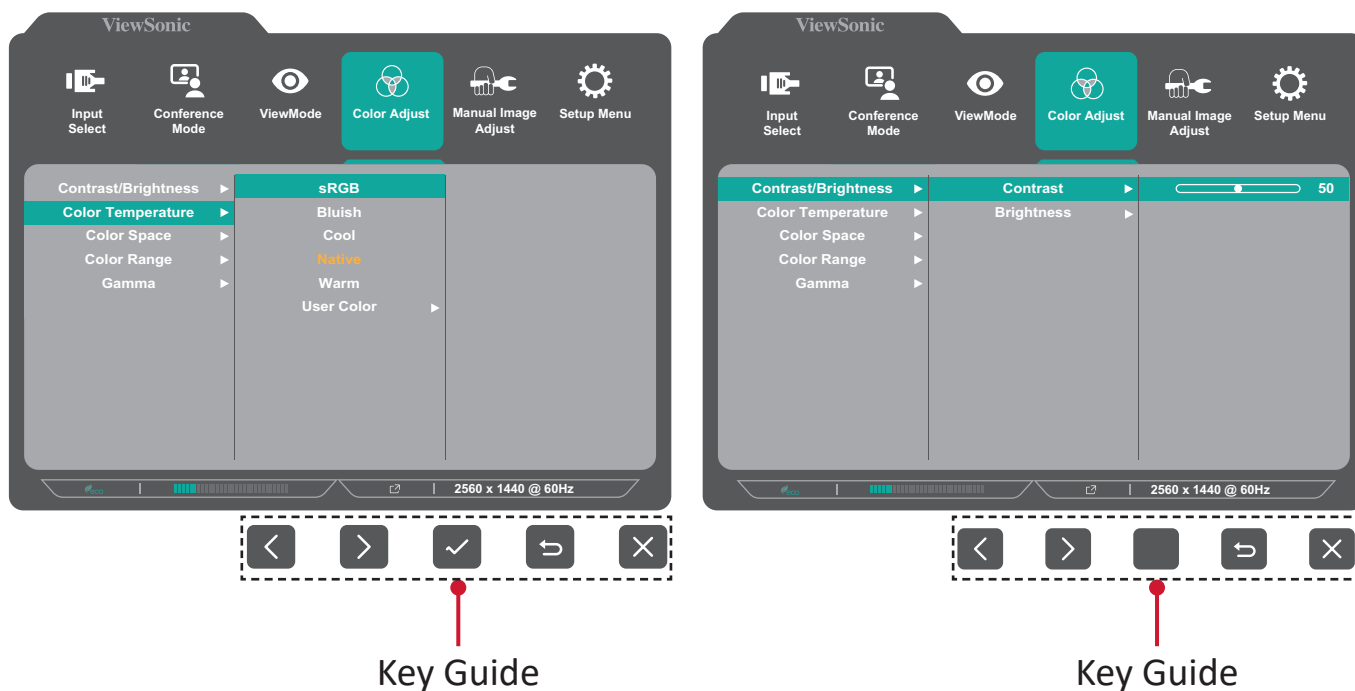 ViewSonic
Input Select
Conference Mode
ViewMode
Color Adjust
Manual Image Adjust
Setup Menu
Contrast/Brightness
Color Temperature
Color Space
Color Range
Gamma
sRGB
Bluish
Cool
Native
Warm
User Color
eco
2560 x 1440 @ 60Hz
Key Guide
ViewSonic
Input Select
Conference Mode
ViewMode
Color Adjust
Manual Image Adjust
Setup Menu
Contrast/Brightness
Color Temperature
Color Space
Color Range
Gamma
Contrast
Brightness
50
eco
2560 x 1440 @ 60Hz
Key Guide